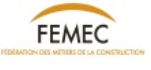 FEMEC
FÉDÉRATION DES MÉTIERS DE LA CONSTRUCTION